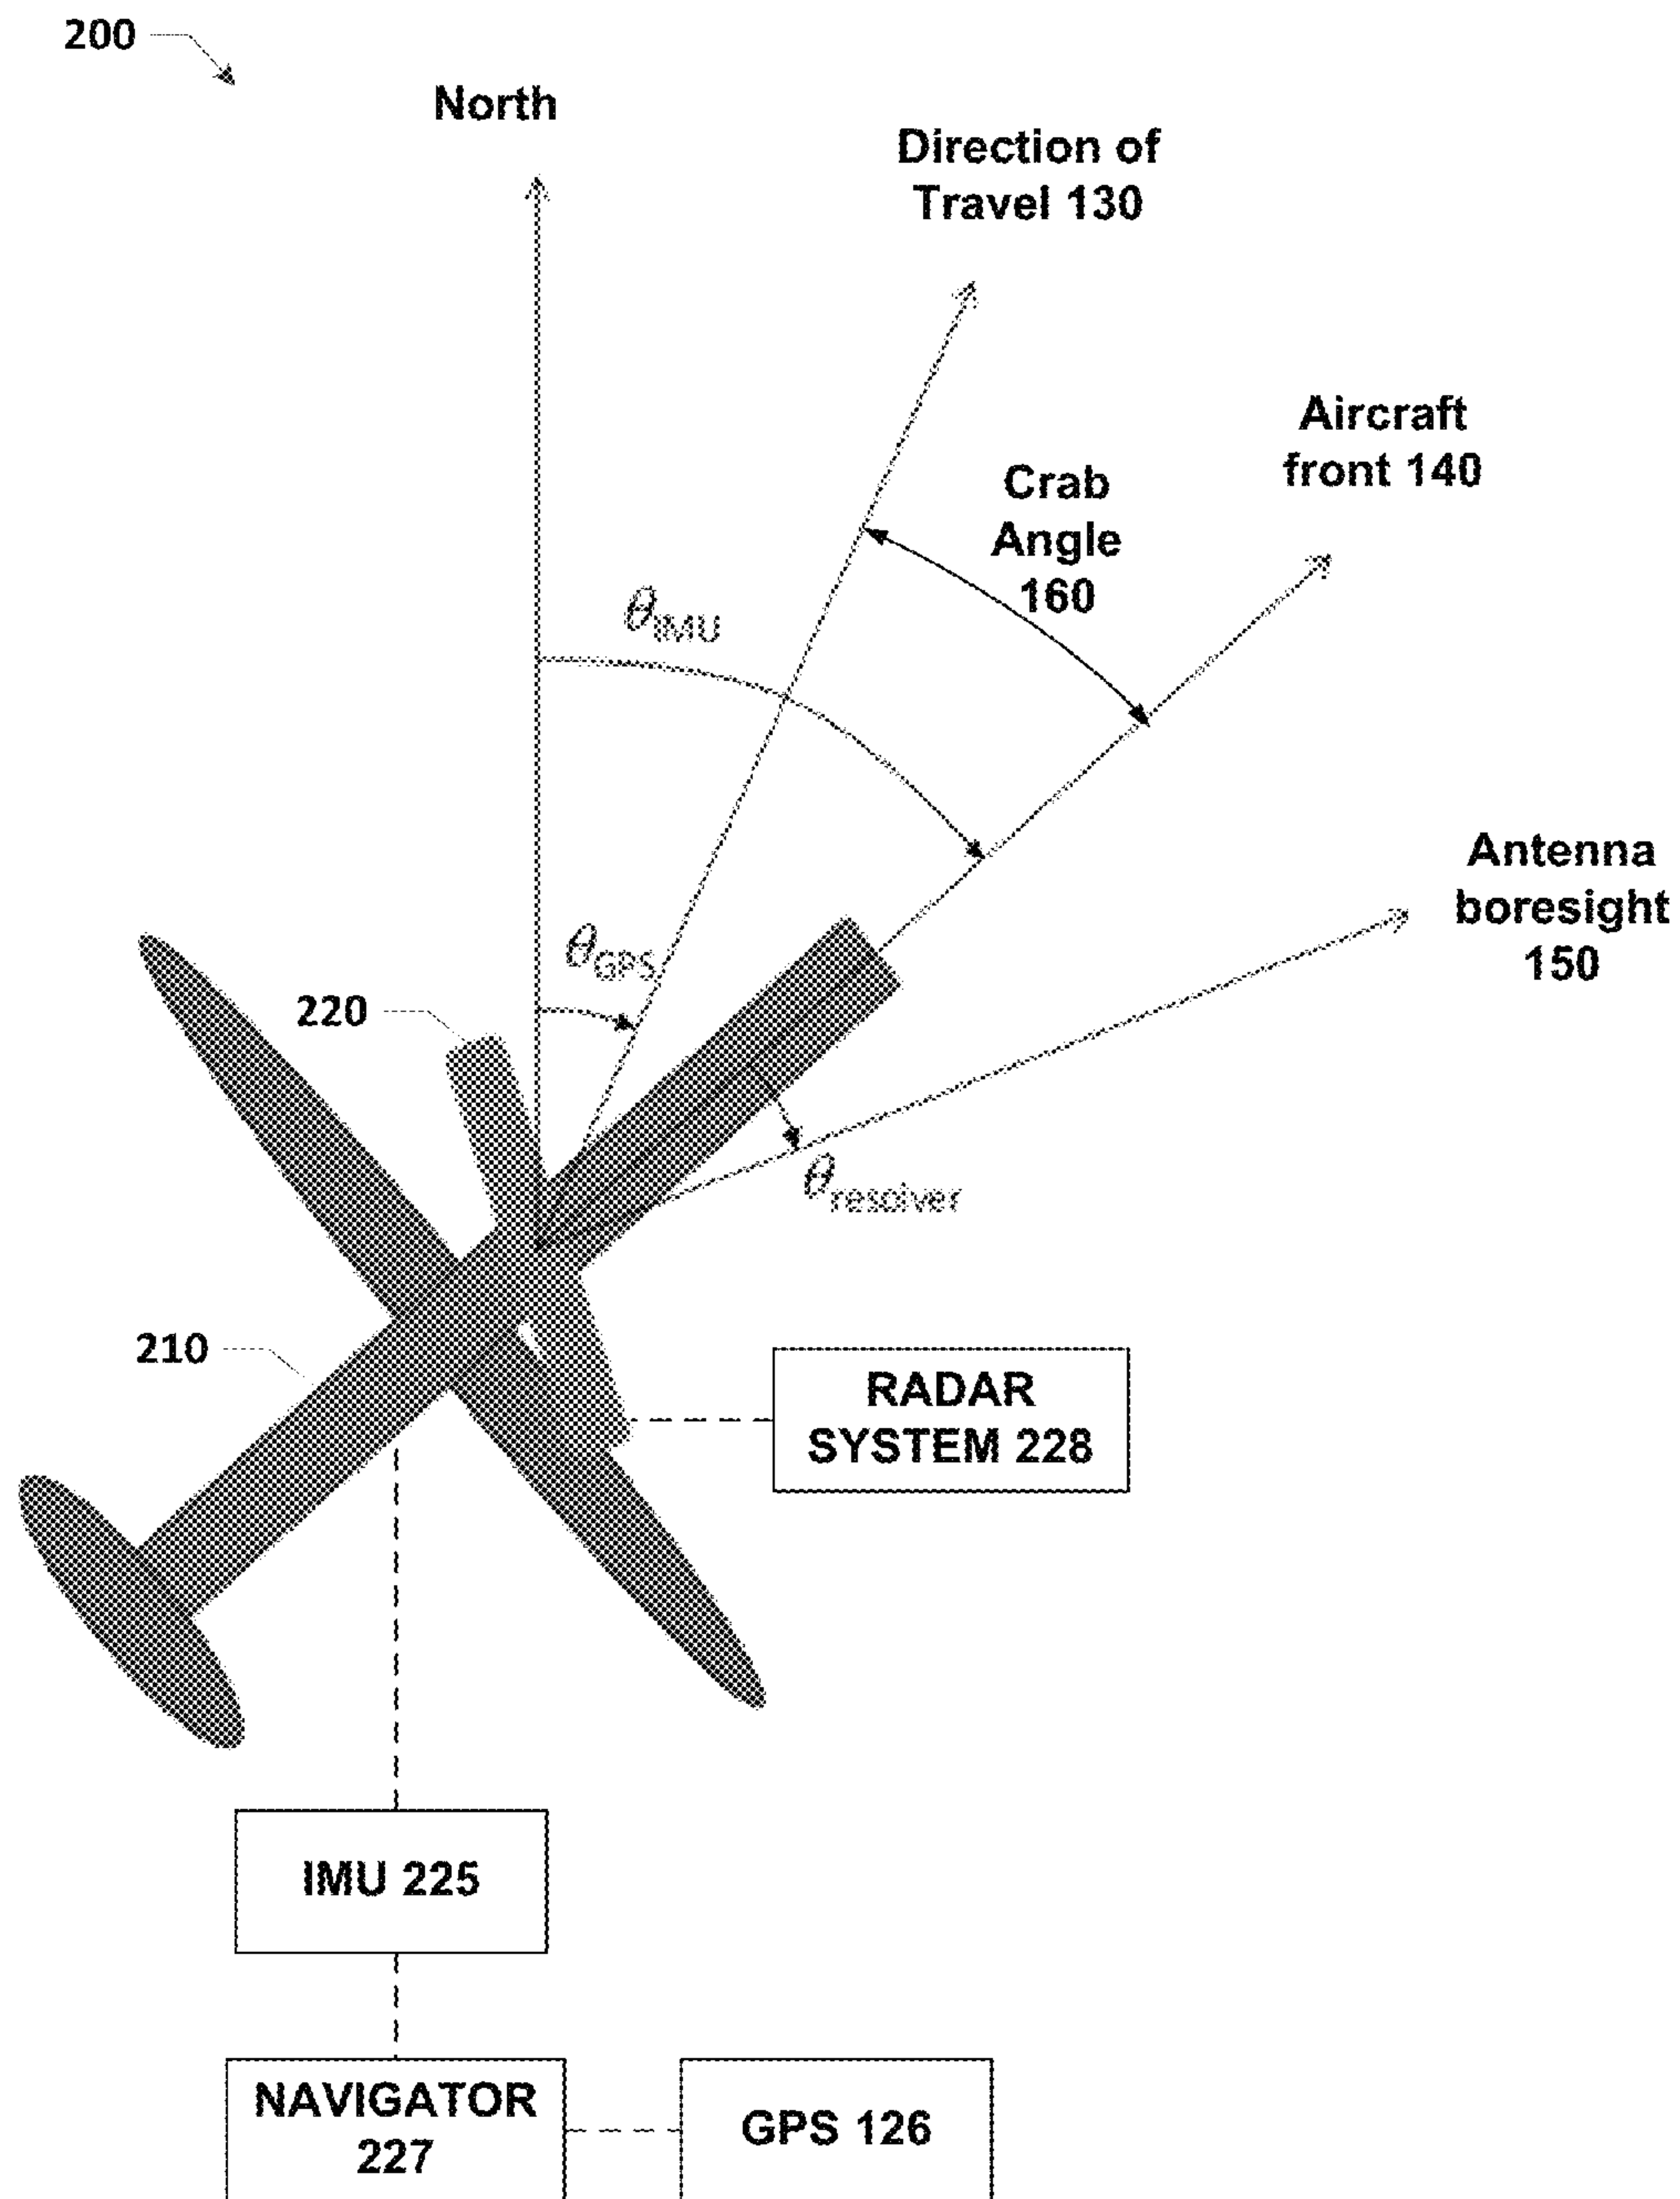 200
North
Direction of
Travel 130
Aircraft
front 140
Crab
Angle
160
θIMU
Antenna
boresight
150
θGPS
220
θresolver
210
RADAR
SYSTEM 228
IMU 225
NAVIGATOR
227
GPS 126